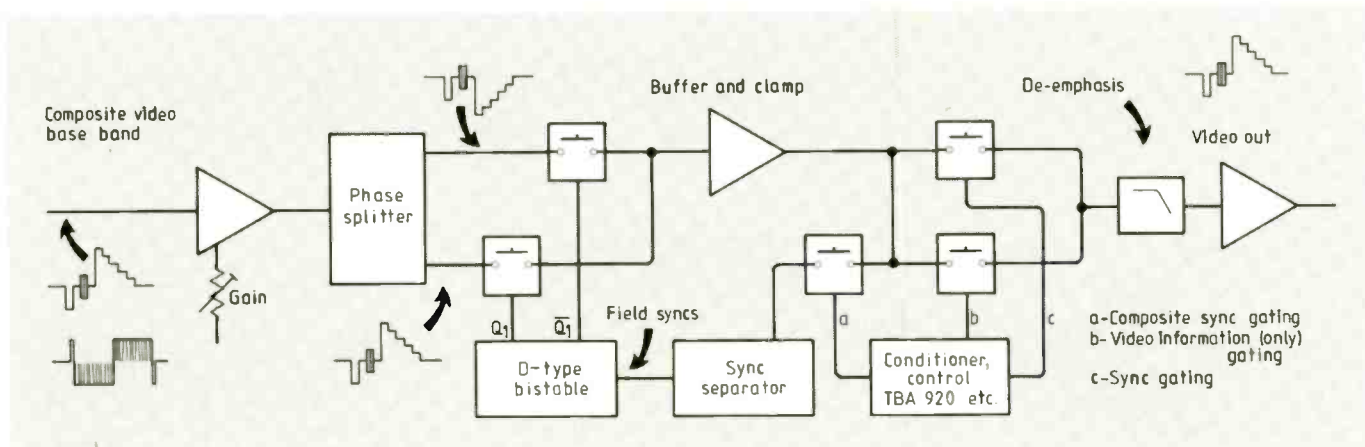 Composite video
base band
Gain
Phase
splitter
Buffer and clamp
De-emphasis
Video out
Q1
Q̅1̅
Field syncs
D-type
bistable
Sync
separator
a
b
c
Conditioner,
control
TBA 920 etc.
a-Composite sync gating
b-Video information (only)
gating
c-Sync gating